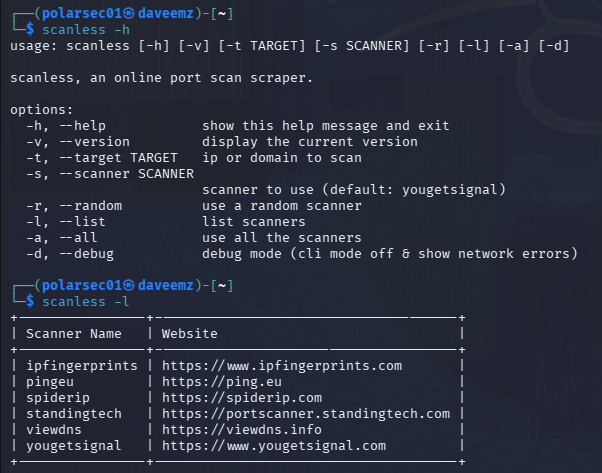 ┌──(polarsec01㉿daveemz)-[~]
└─$ scanless -h
usage: scanless [-h] [-v] [-t TARGET] [-s SCANNER] [-r] [-l] [-a] [-d]

scanless, an online port scan scraper.

options:
  -h, --help            show this help message and exit
  -v, --version         display the current version
  -t, --target TARGET   ip or domain to scan
  -s, --scanner SCANNER
                        scanner to use (default: yougetsignal)
  -r, --random          use a random scanner
  -l, --list            list scanners
  -a, --all             use all the scanners
  -d, --debug           debug mode (cli mode off & show network errors)

┌──(polarsec01㉿daveemz)-[~]
└─$ scanless -l
+----------------+--------------------------------------+
| Scanner Name   | Website                              |
+----------------+--------------------------------------+
| ipfingerprints | https://www.ipfingerprints.com       |
| pingeu         | https://ping.eu                      |
| spiderip       | https://spiderip.com                 |
| standingtech   | https://portscanner.standingtech.com |
| viewdns        | https://viewdns.info                 |
| yougetsignal   | https://www.yougetsignal.com         |
+----------------+--------------------------------------+